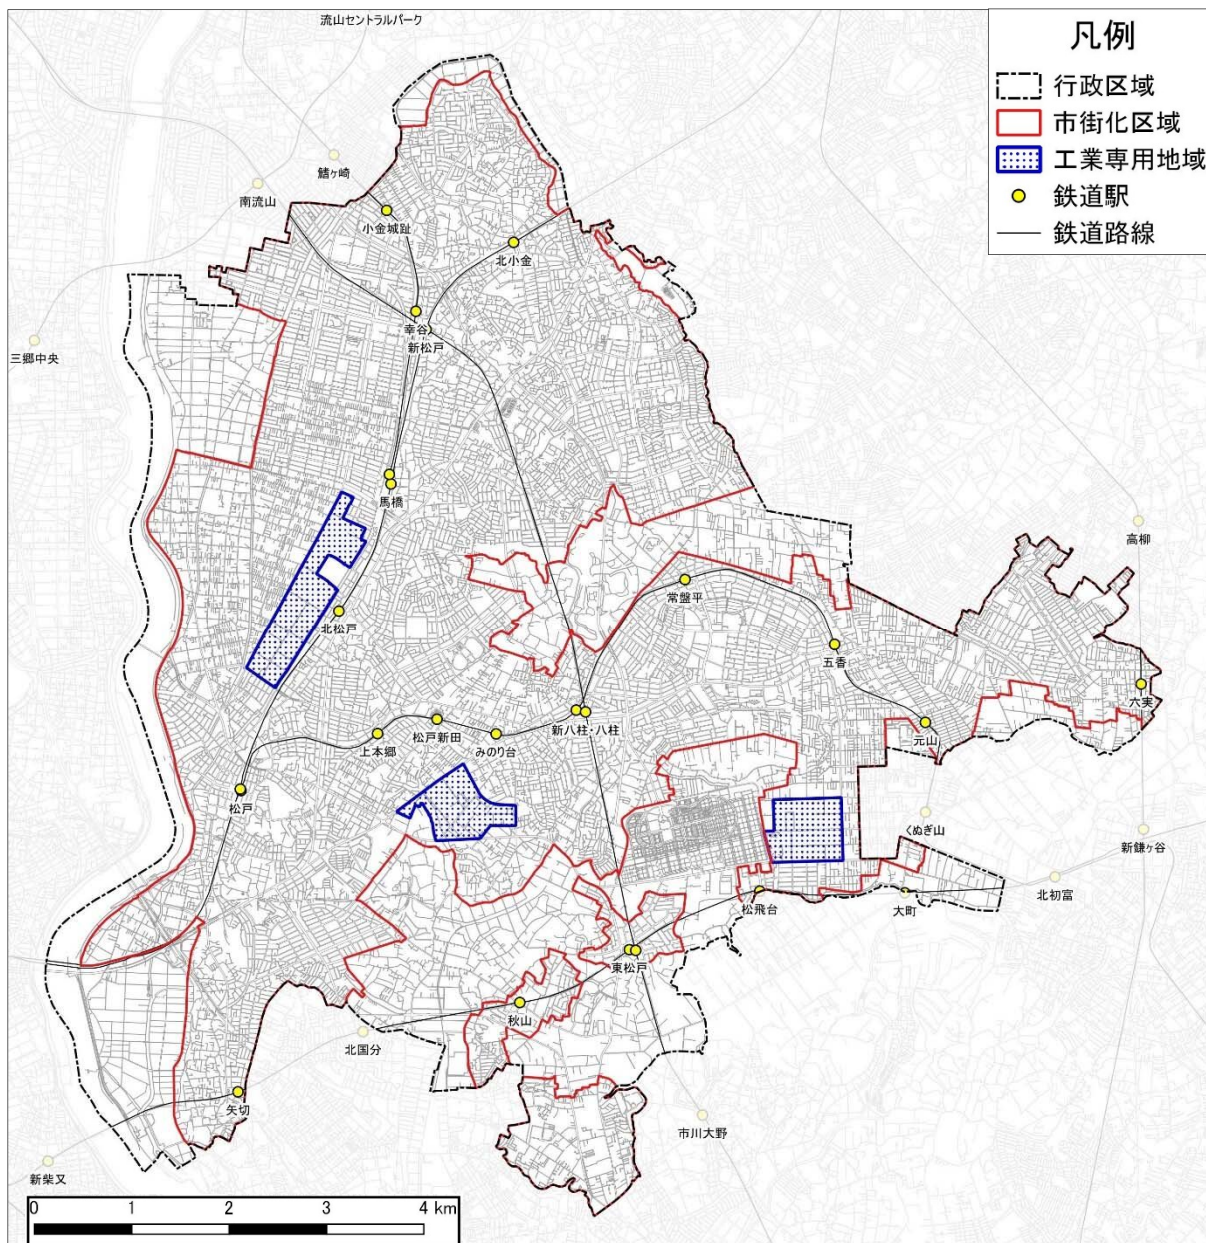 流山セントラルパーク
凡例
行政区域
市街化区域
工業専用地域
鉄道駅
鉄道路線
鰭ヶ崎
南流山
小金城趾
北小金
幸谷
新松戸
三郷中央
馬橋
高柳
常盤平
北松戸
五香
六実
新八柱・八柱
松戸新田
みのり台
上本郷
元山
松戸
くぬぎ山
新鎌ヶ谷
北初富
松飛台
大町
東松戸
秋山
北国分
矢切
市川大野
新柴又
0 1 2 3 4 km